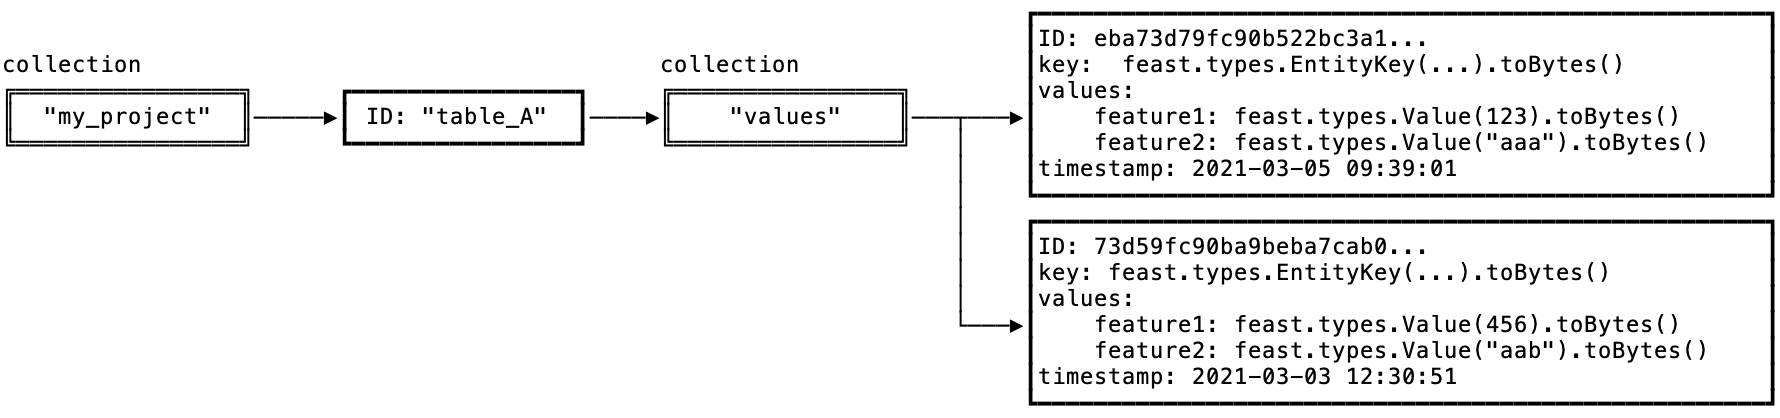 collection
"my_project"
ID: "table_A"
collection
"values"
ID: eba73d79fc90b522bc3a1...
key:  feast.types.EntityKey(...).toBytes()
values:
    feature1: feast.types.Value(123).toBytes()
    feature2: feast.types.Value("aaa").toBytes()
timestamp: 2021-03-05 09:39:01
ID: 73d59fc90ba9beba7cab0...
key: feast.types.EntityKey(...).toBytes()
values:
    feature1: feast.types.Value(456).toBytes()
    feature2: feast.types.Value("aab").toBytes()
timestamp: 2021-03-03 12:30:51